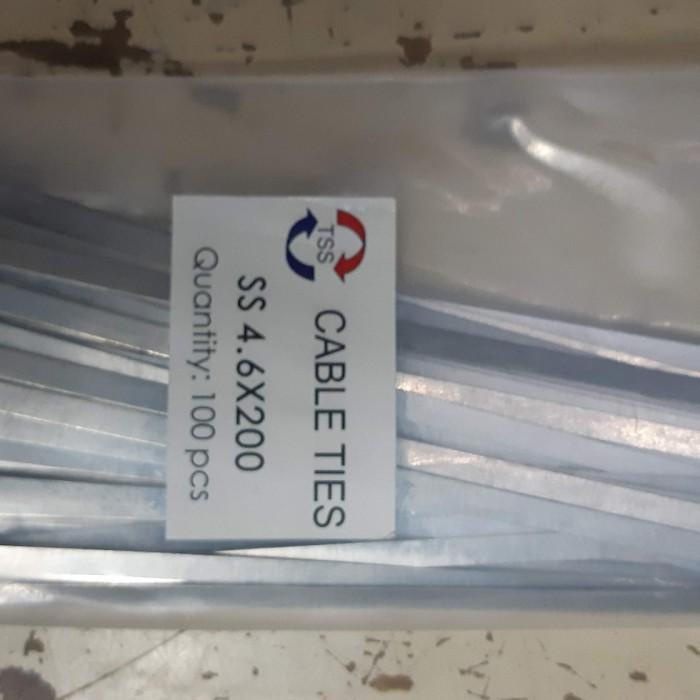 TSS
CABLE TIES
SS 4.6X200
Quantity: 100 pcs